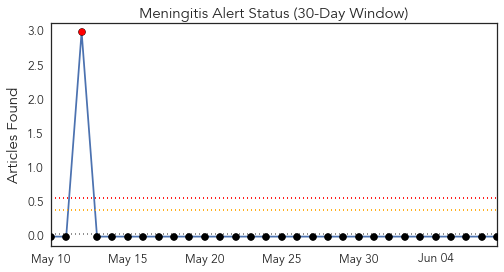 Meningitis Alert Status (30-Day Window)
Articles Found
3.0
2.5
2.0
1.5
1.0
0.5
0.0
May 10
May 15
May 20
May 25
May 30
Jun 04